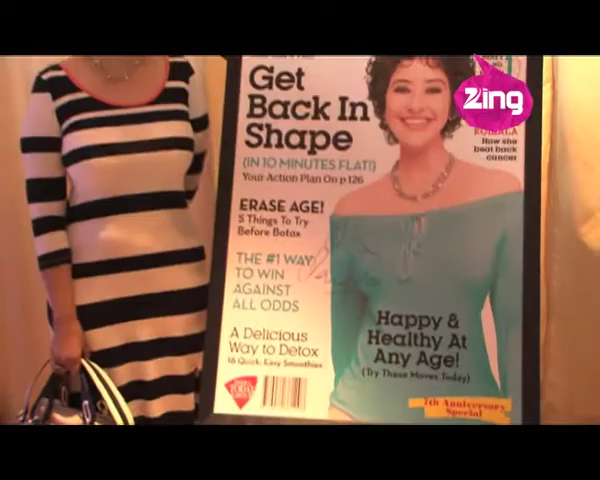 Zing
Get
Back In
Shape
(IN 10 MINUTES FLAT!)
Your Action Plan On p 126
ERASE AGE!
5 Things To Try
Before Botox
THE #1 WAY
TO WIN
AGAINST
ALL ODDS
A Delicious
Way to Detox
16 Quick, Easy Smoothies
How she
beat back
cancer
Happy &
Healthy At
Any Age!
(Try These Moves Today)
7th Anniversary
Special
TODAY